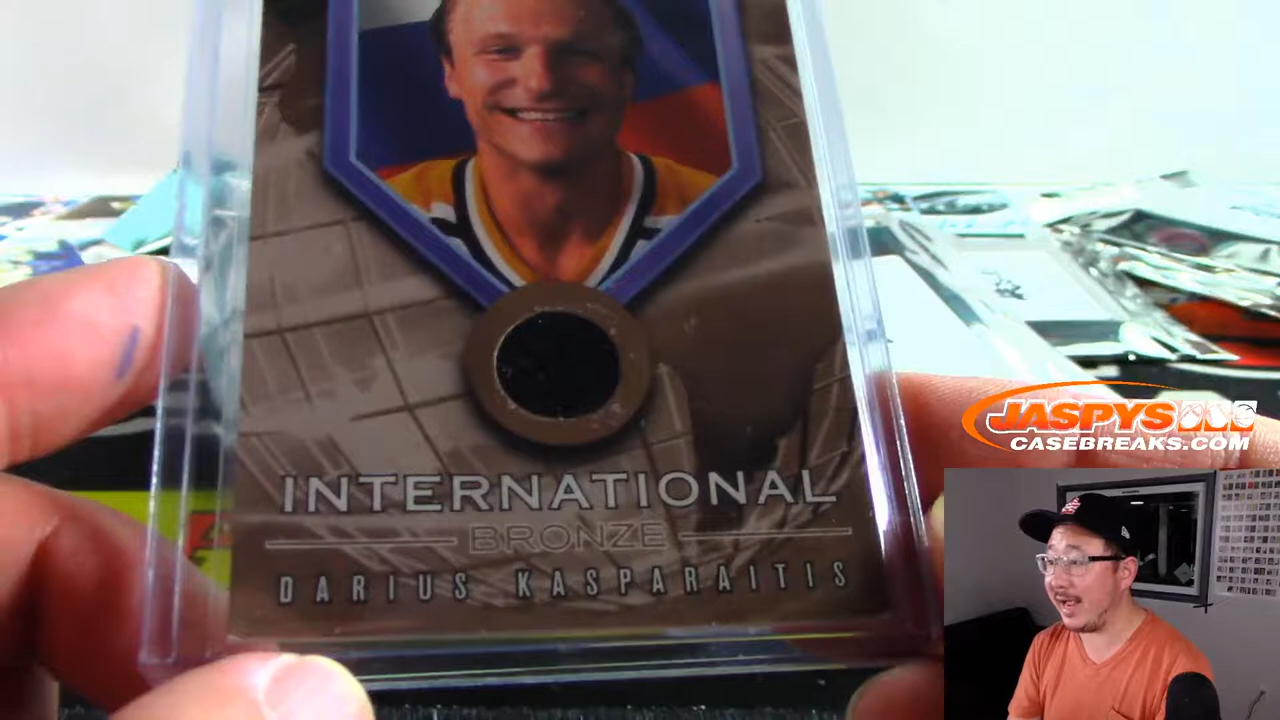 JASPYS
CASEBREAKS.COM
INTERNATIONAL
BRONZE
DARIUS KASPARAITIS